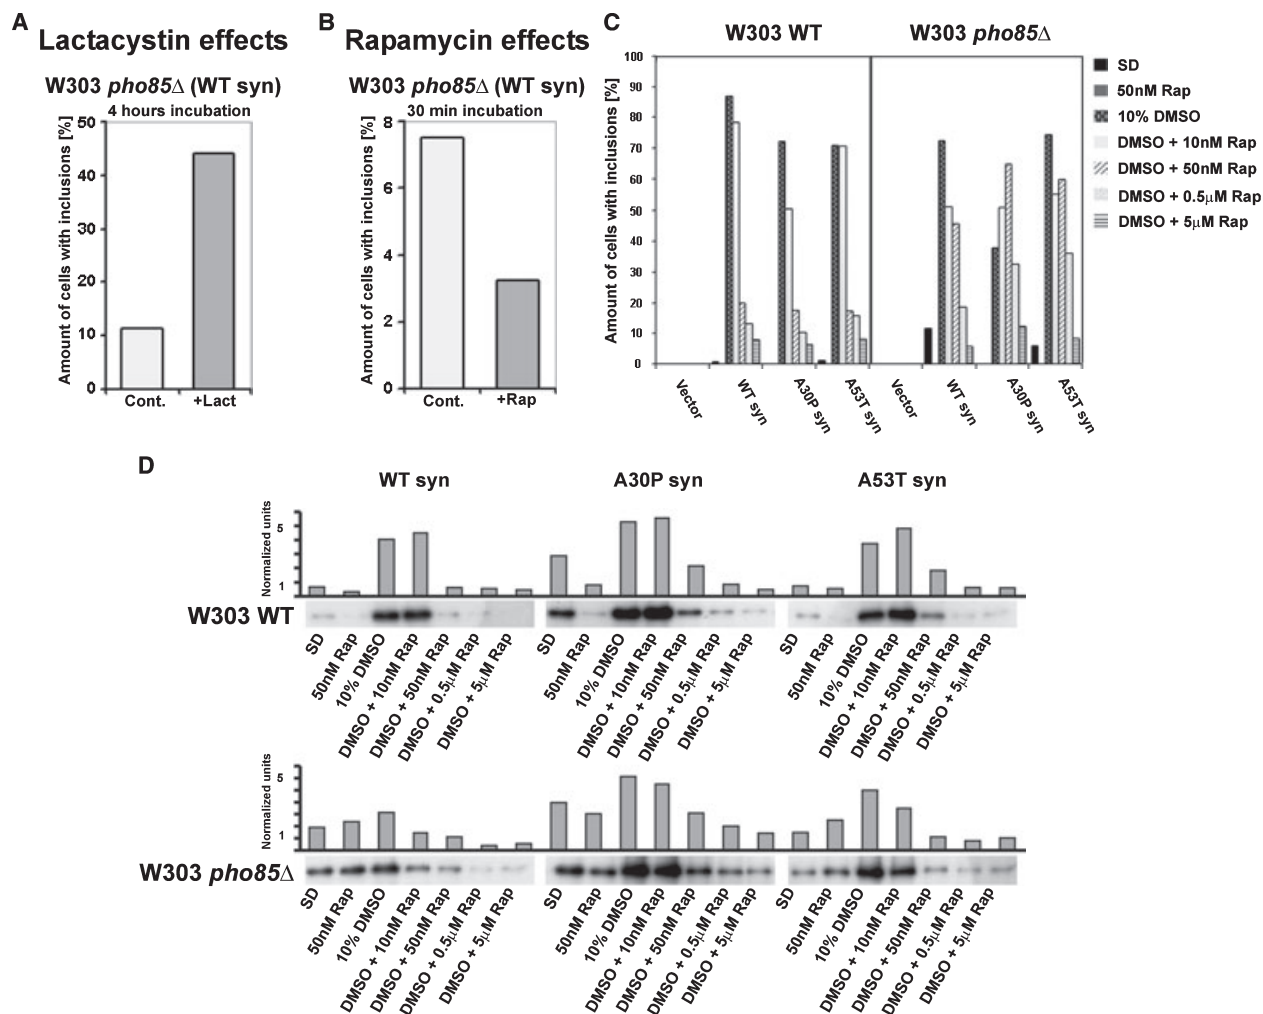 A
Lactacystin effects
W303 pho85Δ (WT syn)
4 hours incubation
Amount of cells with inclusions [%]
50
40
30
20
10
0
Cont.
+Lact
B
Rapamycin effects
W303 pho85Δ (WT syn)
30 min incubation
Amount of cells with inclusions [%]
8
6
4
2
0
Cont.
+Rap
C
W303 WT
W303 pho85Δ
Amount of cells with inclusions [%]
100
90
80
70
60
50
40
30
20
10
0
Vector
WT syn
A30P syn
A53T syn
Vector
WT syn
A30P syn
A53T syn
SD
50nM Rap
10% DMSO
DMSO + 10nM Rap
DMSO + 50nM Rap
DMSO + 0.5μM Rap
DMSO + 5μM Rap
D
WT syn
A30P syn
A53T syn
Normalized units
5
1
W303 WT
SD
50nM Rap
10% DMSO
DMSO + 10nM Rap
DMSO + 50nM Rap
DMSO + 0.5μM Rap
DMSO + 5μM Rap
SD
50nM Rap
10% DMSO
DMSO + 10nM Rap
DMSO + 50nM Rap
DMSO + 0.5μM Rap
DMSO + 5μM Rap
SD
50nM Rap
10% DMSO
DMSO + 10nM Rap
DMSO + 50nM Rap
DMSO + 0.5μM Rap
DMSO + 5μM Rap
Normalized units
5
1
W303 pho85Δ
SD
50nM Rap
10% DMSO
DMSO + 10nM Rap
DMSO + 50nM Rap
DMSO + 0.5μM Rap
DMSO + 5μM Rap
SD
50nM Rap
10% DMSO
DMSO + 10nM Rap
DMSO + 50nM Rap
DMSO + 0.5μM Rap
DMSO + 5μM Rap
SD
50nM Rap
10% DMSO
DMSO + 10nM Rap
DMSO + 50nM Rap
DMSO + 0.5μM Rap
DMSO + 5μM Rap